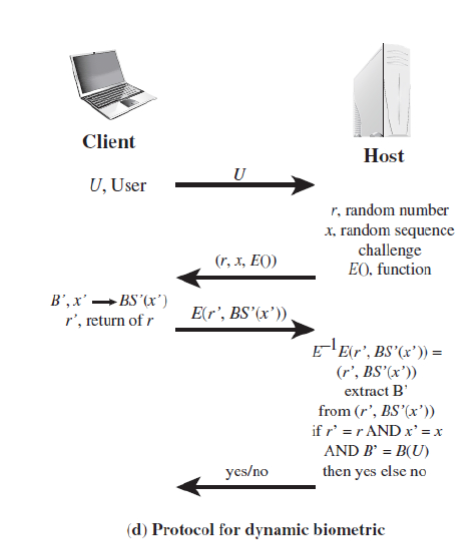 Client
Host
U, User
U
r, random number
x, random sequence
challenge
E(), function
(r, x, E())
B', x' → BS'(x')
r', return of r
E(r', BS'(x'))
E⁻¹E(r', BS'(x')) =
(r', BS'(x'))
extract B'
from (r', BS'(x'))
if r' = r AND x' = x
AND B' = B(U)
then yes else no
yes/no
(d) Protocol for dynamic biometric